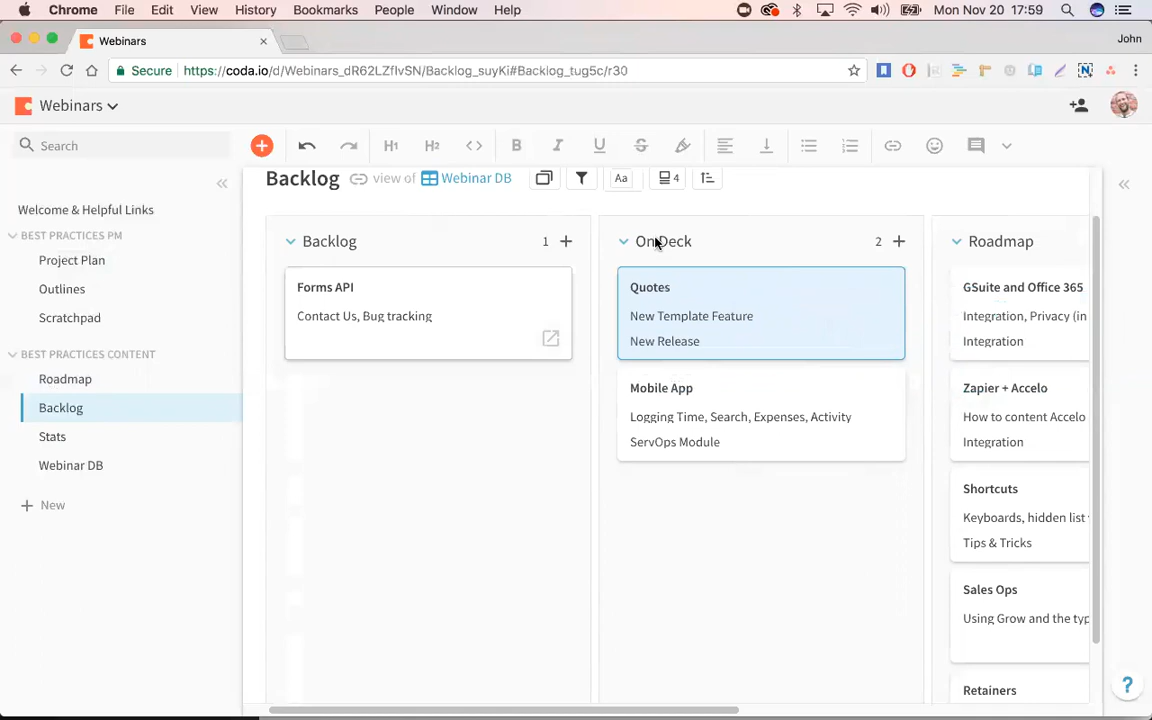 Chrome File Edit View History Bookmarks People Window Help Mon Nov 20 17:59
Webinars John
Secure https://coda.io/d/Webinars_dR62LZflvSN/Backlog_suyKi#Backlog_tug5c/r30
Webinars
Search
H1 H2 B I U S
Backlog view of Webinar DB Aa 4
Welcome & Helpful Links
BEST PRACTICES PM
Project Plan
Outlines
Scratchpad
BEST PRACTICES CONTENT
Roadmap
Backlog
Stats
Webinar DB
New
Backlog 1
Forms API
Contact Us, Bug tracking
On Deck 2
Quotes
New Template Feature
New Release
Mobile App
Logging Time, Search, Expenses, Activity
ServOps Module
Roadmap
GSuite and Office 365
Integration, Privacy (in
Integration
Zapier + Accelo
How to content Accelo
Integration
Shortcuts
Keyboards, hidden list
Tips & Tricks
Sales Ops
Using Grow and the typ
Retainers
?